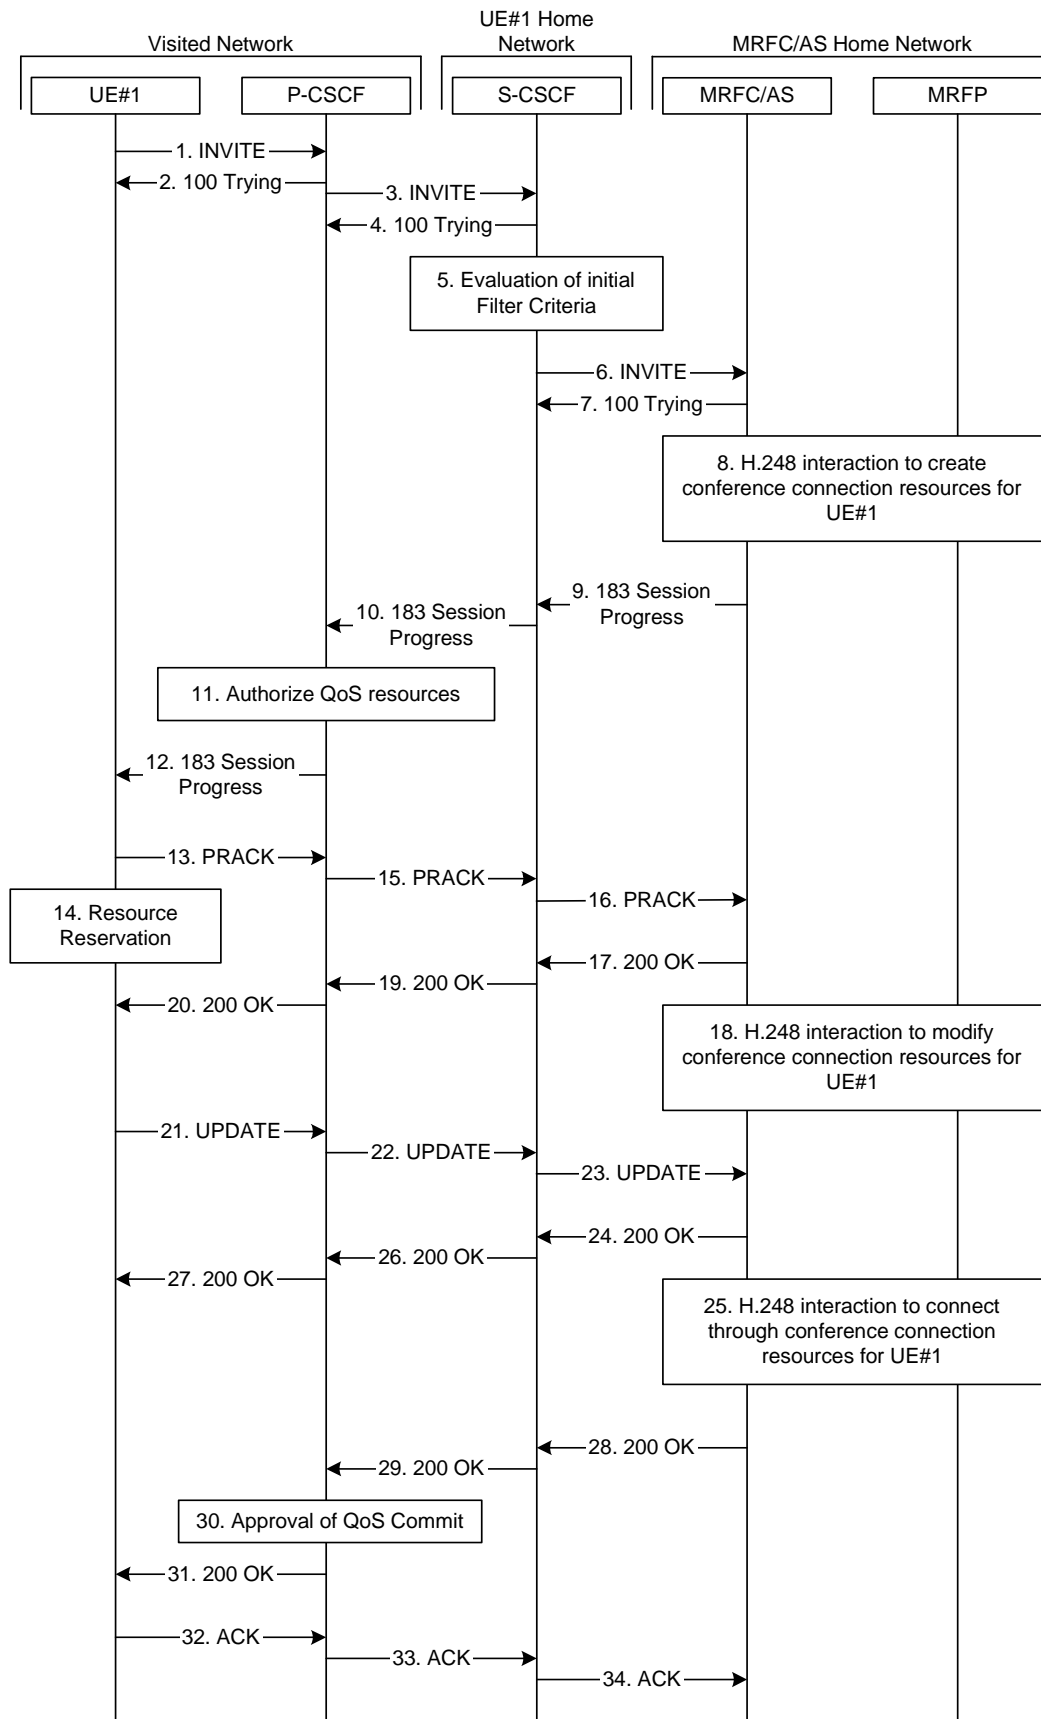 UE#1 Home
Visited Network
Network
MRFC/AS Home Network
UE#1
P-CSCF
S-CSCF
MRFC/AS
MRFP
1. INVITE
2. 100 Trying
3. INVITE
4. 100 Trying
5. Evaluation of initial
Filter Criteria
6. INVITE
7. 100 Trying
8. H.248 interaction to create
conference connection resources for
UE#1
9. 183 Session
Progress
10. 183 Session
Progress
11. Authorize QoS resources
12. 183 Session
Progress
13. PRACK
15. PRACK
16. PRACK
14. Resource
Reservation
17. 200 OK
19. 200 OK
20. 200 OK
18. H.248 interaction to modify
conference connection resources for
UE#1
21. UPDATE
22. UPDATE
23. UPDATE
24. 200 OK
26. 200 OK
27. 200 OK
25. H.248 interaction to connect
through conference connection
resources for UE#1
28. 200 OK
29. 200 OK
30. Approval of QoS Commit
31. 200 OK
32. ACK
33. ACK
34. ACK